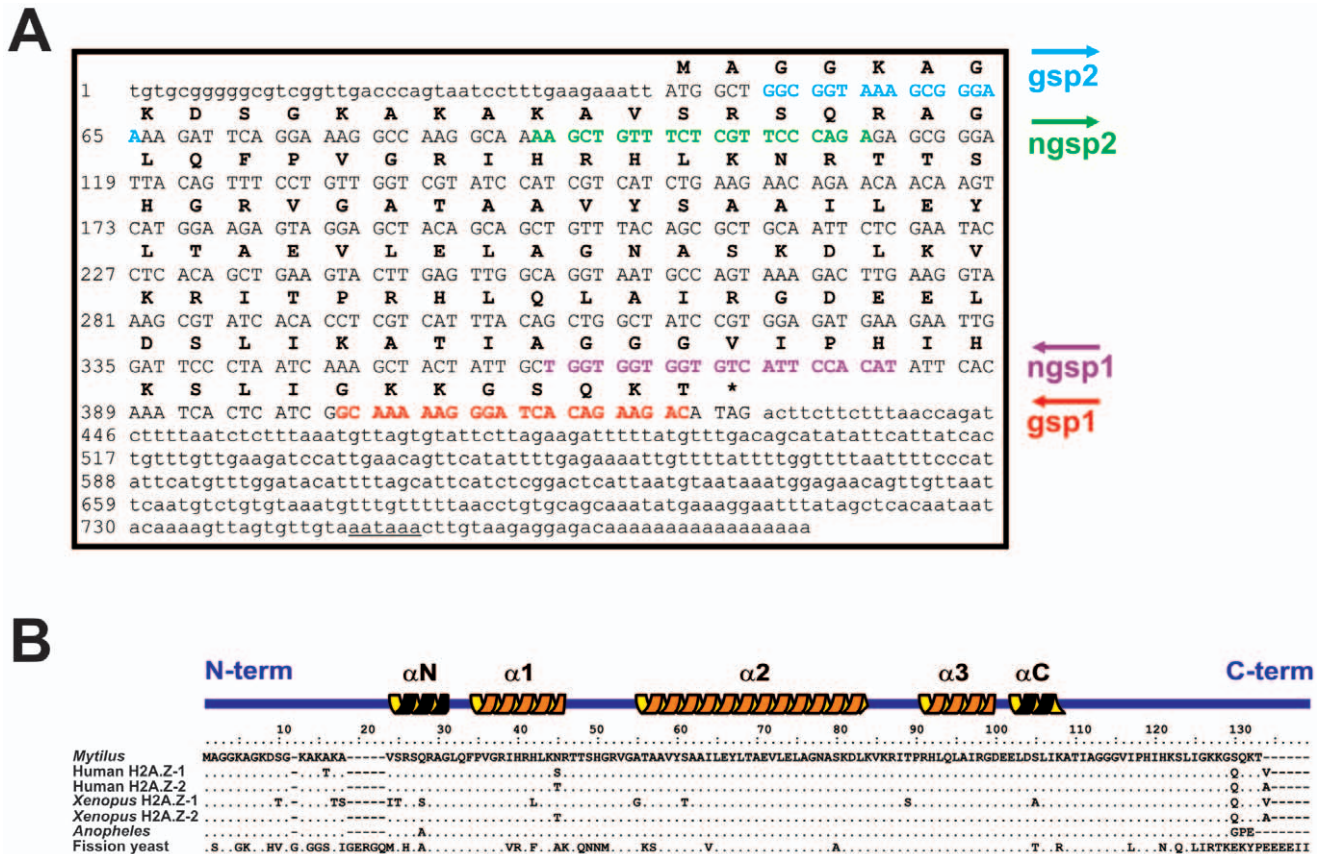 A
M A G G K A G
1 tgtgcgggggcgtcggttgacccagtaatcctttgaagaaatt ATG GCT GGC GGT AAA GCG GGA
K D S G K A K A K A V S R S Q R A G
65 AAA GAT TCA GGA AAG GCC AAG GCA AAA GCT GTT TCT CGT TCC CAG AGA GCG GGA
L Q F P V G R I H R H L K N R T T S
119 TTA CAG TTT CCT GTT GGT CGT ATC CAT CGT CAT CTG AAG AAC AGA ACA ACA AGT
H G R V G A T A A V Y S A A I L E Y
173 CAT GGA AGA GTA GGA GCT ACA GCA GCT GTT TAC AGC GCT GCA ATT CTC GAA TAC
L T A E V L E L A G N A S K D L K V
227 CTC ACA GCT GAA GTA CTT GAG TTG GCA GGT AAT GCC AGT AAA GAC TTG AAG GTA
K R I T P R H L Q L A I R G D E E L
281 AAG CGT ATC ACA CCT CGT CAT TTA CAG CTG GCT ATC CGT GGA GAT GAA GAA TTG
D S L I K A T I A G G G V I P H I H
335 GAT TCC CTA ATC AAA GCT ACT ATT GCT GGT GGT GGT GTC ATT CCA CAT ATT CAC
K S L I G K K G S Q K T *
389 AAA TCA CTC ATC GGC AAA AAG GGA TCA CAG AAG ACA TAG acttcttctttaaccagat
446 cttttaatctctttaaatgttagtgtattcttagaagatttttatgtttgacagcatatattcattatcac
517 tgtttgttgaagatccattgaacagttcatattttgagaaaattgttttattttggttttaattttcccat
588 attcatgtttggatacattttagcattcatctcggactcattaatgtaataaatggagaacagttgttaat
659 tcaatgtctgtgtaaatgtttgtttttaacctgtgcagcaaatatgaaaggaatttatagctcacaataat
730 acaaaagttagtgttgtaaataaacttgtaagaggagacaaaaaaaaaaaaaaaaaa
gsp2
ngsp2
ngsp1
gsp1
B
N-term αN α1 α2 α3 αC C-term
10 20 30 40 50 60 70 80 90 100 110 120 130
Mytilus MAGGKAGKDSG-KAKAKA-----VSRSQRAGLQFPVGRIHRHLKNRTTSHGRVGATAAVYSAAILEYLTAEVLELAGNASKDLKVKRITPRHLQLAIRGDEELDSLIKATIAGGGVIPHIHKSLIGKKGSQKT------
Human H2A.Z-1
Human H2A.Z-2
Xenopus H2A.Z-1
Xenopus H2A.Z-2
Anopheles
Fission yeast